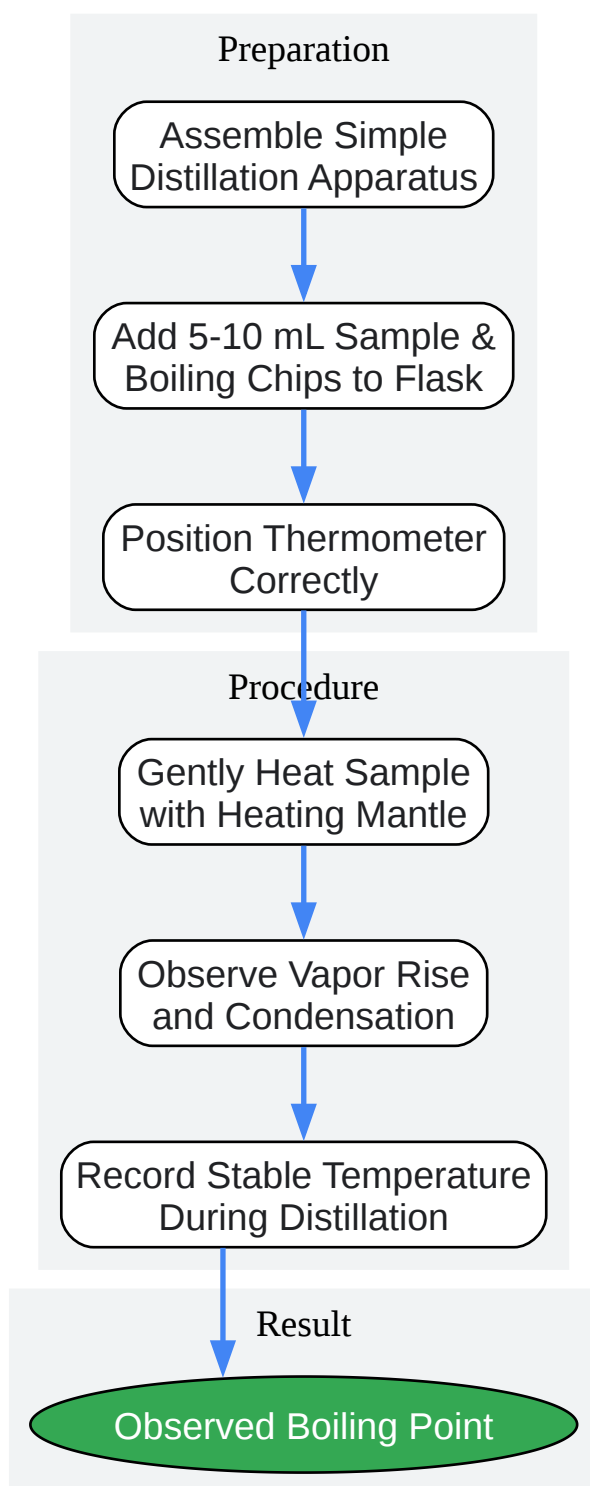 Preparation
Assemble Simple
Distillation Apparatus
Add 5-10 mL Sample &
Boiling Chips to Flask
Position Thermometer
Correctly
Procedure
Gently Heat Sample
with Heating Mantle
Observe Vapor Rise
and Condensation
Record Stable Temperature
During Distillation
Result
Observed Boiling Point